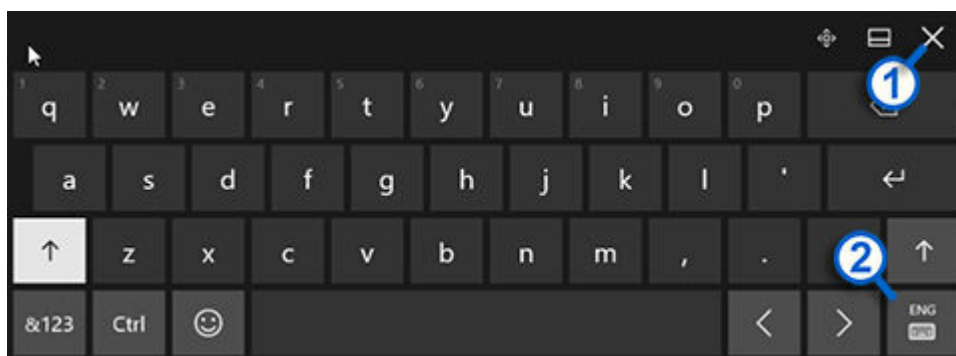 1
1 q 2 w 3 e 4 r 5 t 6 y 7 u 8 i 9 o 0 p
a s d f g h j k l '
z x c v b n m , .
2
&123 Ctrl < > ENG